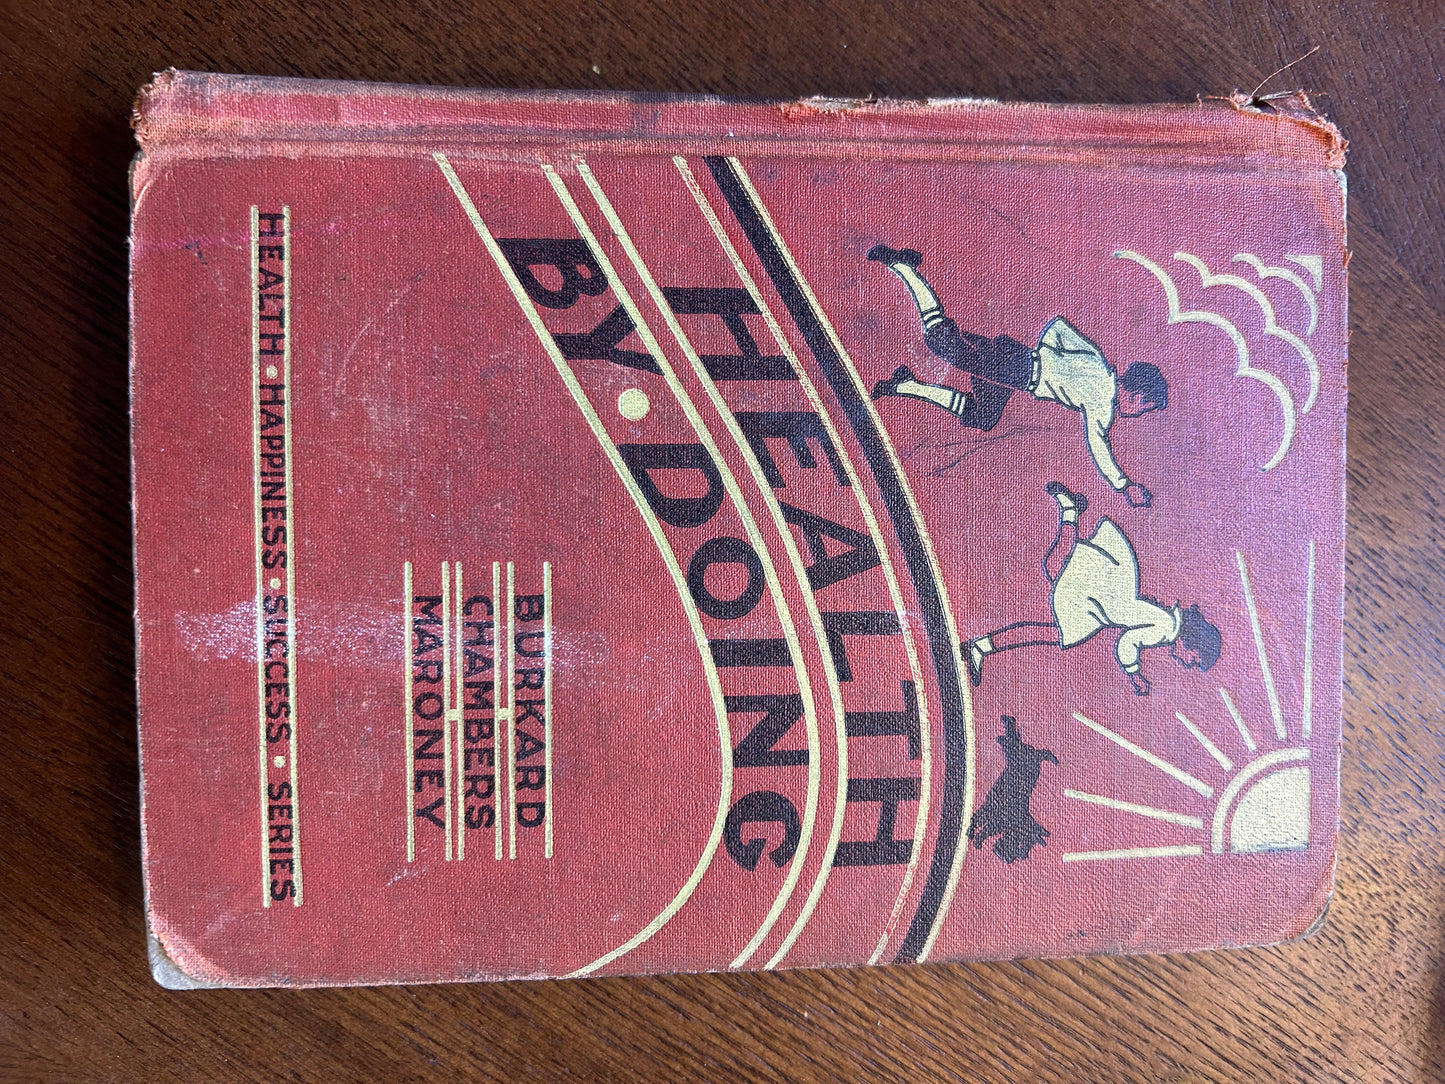 HEALTH
BY · DOING
BURKARD
CHAMBERS
MARONEY
HEALTH · HAPPINESS · SUCCESS · SERIES